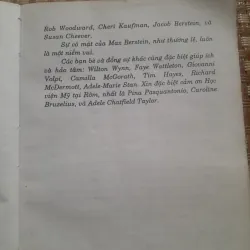 Rob Woodward, Cheri Kaufman, Jacob Bernban, và
Susan Cheever.
Sự có mặt của Max Berstein, như thường lệ, luôn
là một niềm vui.
Các bạn bè và đồng sự khác cũng đặc biệt giúp ích
và hảo tâm: Wilton Wynn, Faye Wattleton, Giovanni
Volpi, Camilla McGorath, Tim Hayes, Richard
McDermott, Adele-Marie Stan. Xin đặc biệt cảm ơn Học
viện Mỹ tại Rôm, nhất là Pina Pasquantonio, Caroline
Bruzelius, và Adele Chatfield Taylor.